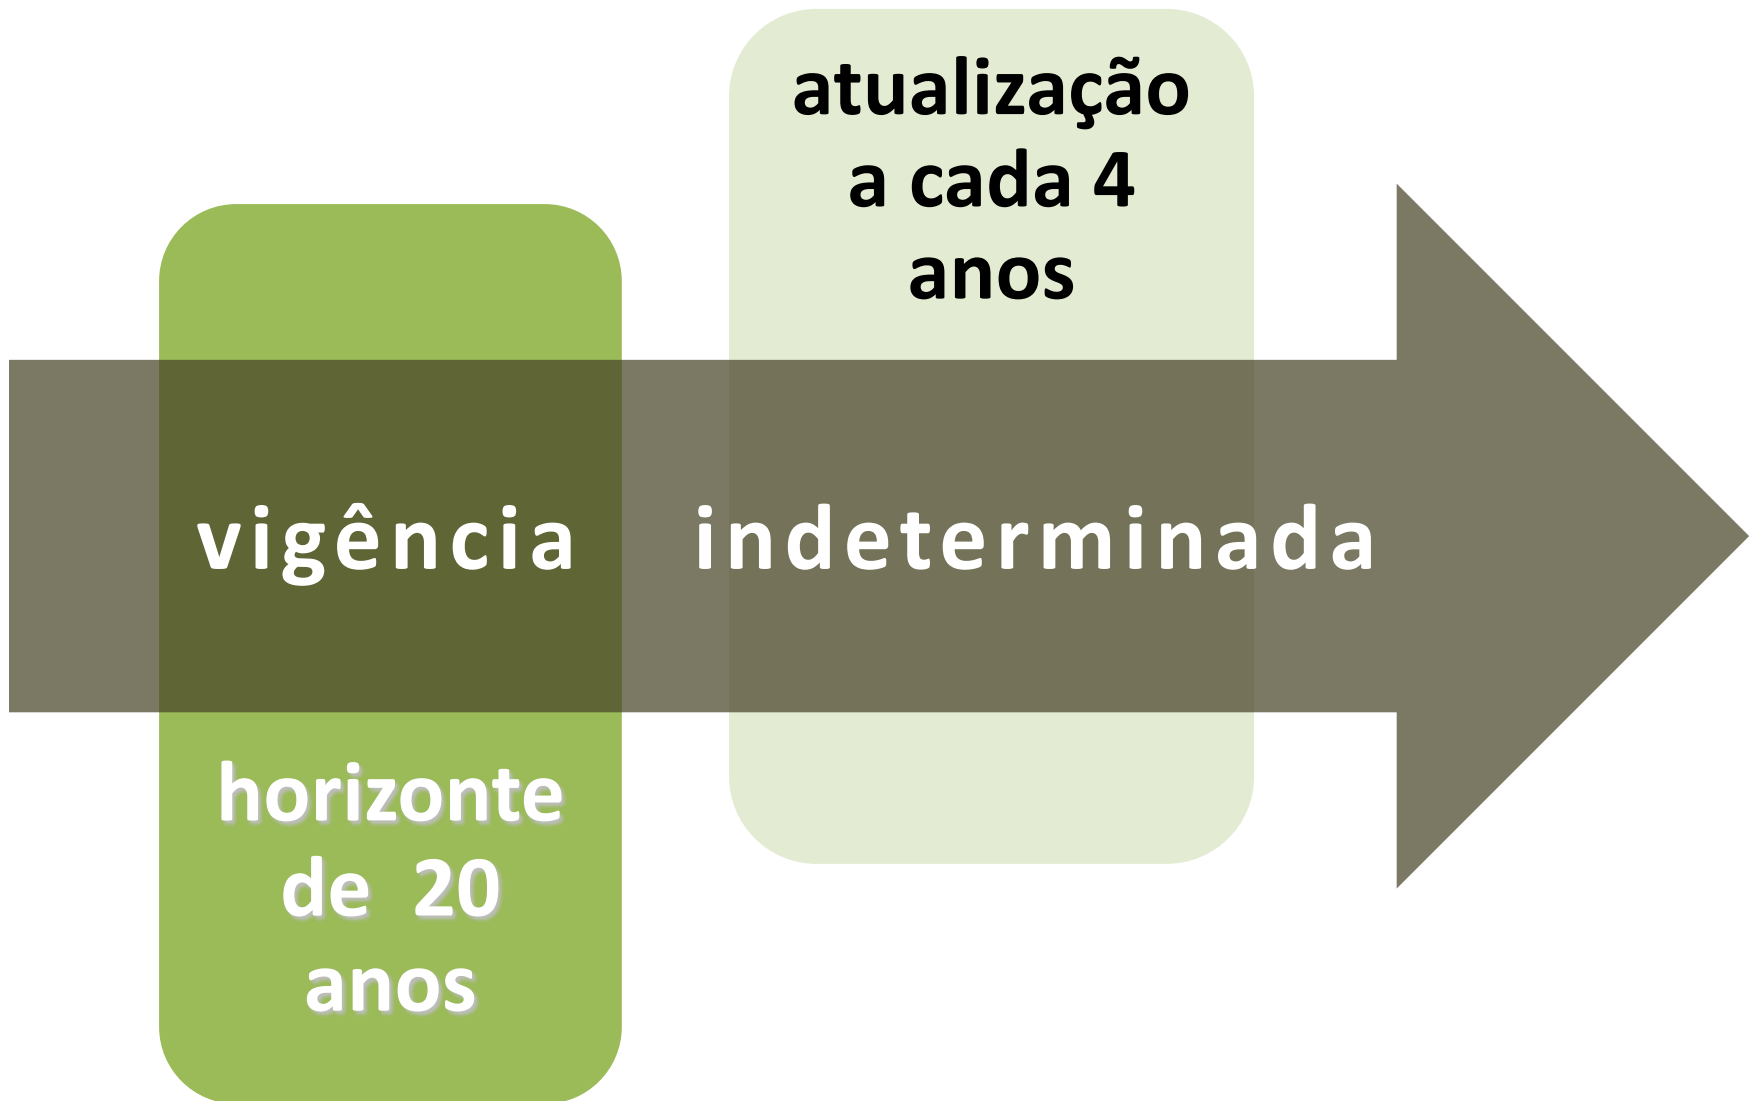 atualização
a cada 4
anos
vigência indeterminada
horizonte
de 20
anos